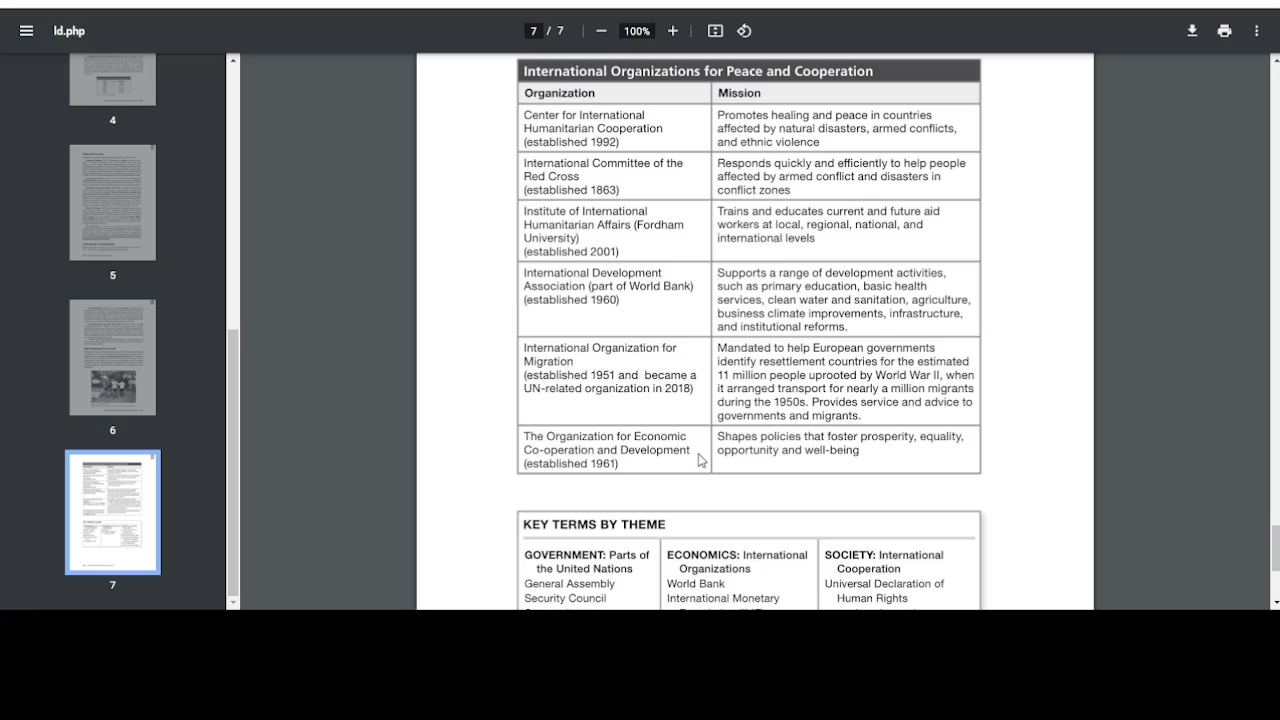 ld.php
7 / 7
100%
4
5
6
7
International Organizations for Peace and Cooperation
Organization
Mission
Center for International
Humanitarian Cooperation
(established 1992)
Promotes healing and peace in countries
affected by natural disasters, armed conflicts,
and ethnic violence
International Committee of the
Red Cross
(established 1863)
Responds quickly and efficiently to help people
affected by armed conflict and disasters in
conflict zones
Institute of International
Humanitarian Affairs (Fordham
University)
(established 2001)
Trains and educates current and future aid
workers at local, regional, national, and
international levels
International Development
Association (part of World Bank)
(established 1960)
Supports a range of development activities,
such as primary education, basic health
services, clean water and sanitation, agriculture,
business climate improvements, infrastructure,
and institutional reforms.
International Organization for
Migration
(established 1951 and became a
UN-related organization in 2018)
Mandated to help European governments
identify resettlement countries for the estimated
11 million people uprooted by World War II, when
it arranged transport for nearly a million migrants
during the 1950s. Provides service and advice to
governments and migrants.
The Organization for Economic
Co-operation and Development
(established 1961)
Shapes policies that foster prosperity, equality,
opportunity and well-being
KEY TERMS BY THEME
GOVERNMENT: Parts of
the United Nations
General Assembly
Security Council
ECONOMICS: International
Organizations
World Bank
International Monetary
SOCIETY: International
Cooperation
Universal Declaration of
Human Rights